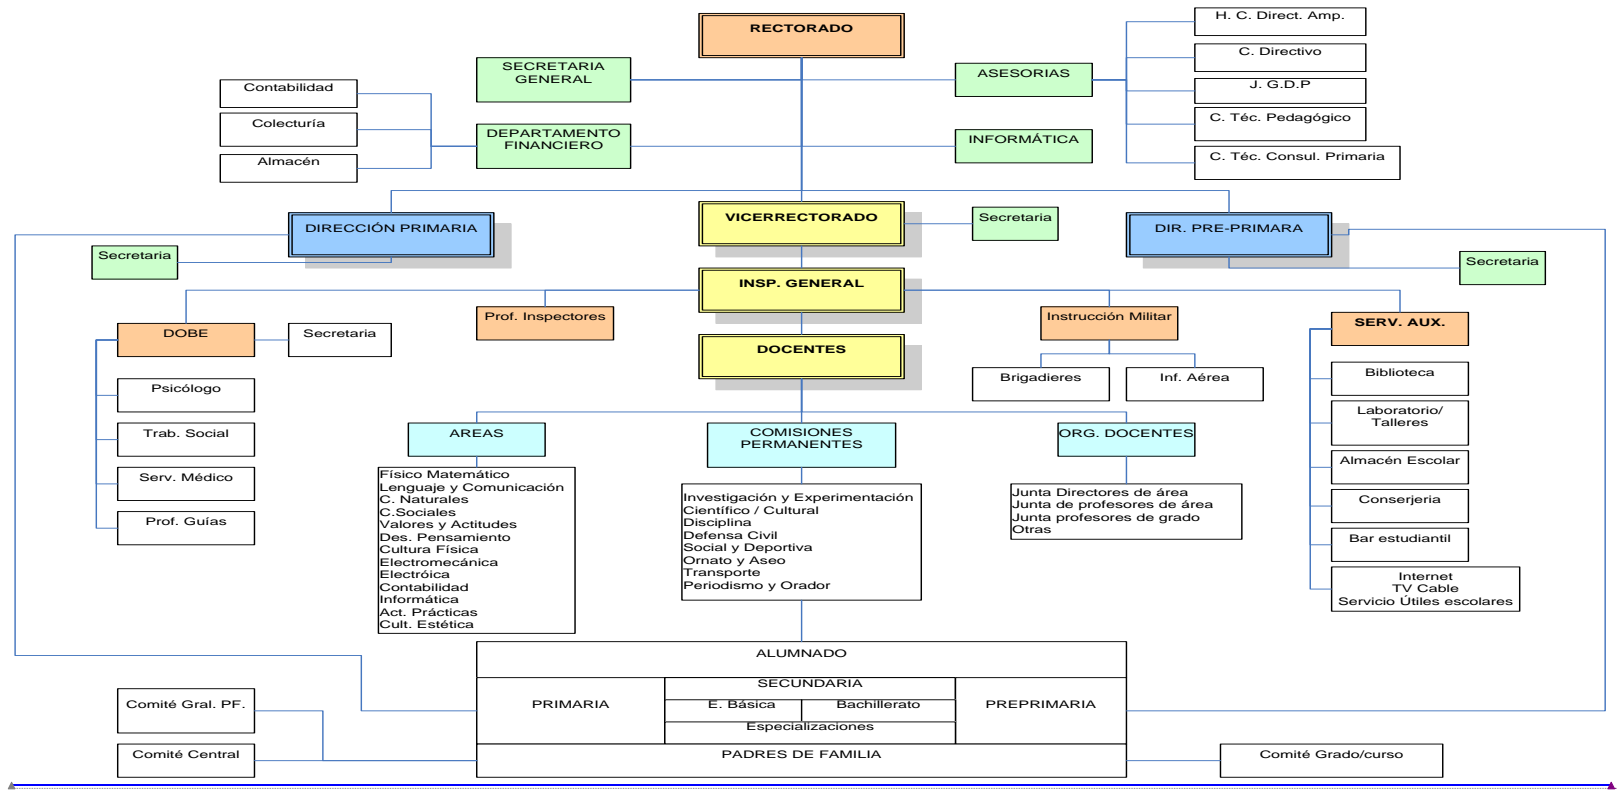 RECTORADO
H. C. Direct. Amp.
C. Directivo
J. G.D.P
C. Téc. Pedagógico
C. Téc. Consul. Primaria
SECRETARIA
GENERAL
ASESORIAS
Contabilidad
Colecturía
Almacén
DEPARTAMENTO
FINANCIERO
INFORMÁTICA
DIRECCIÓN PRIMARIA
VICERRECTORADO
Secretaria
DIR. PRE-PRIMARA
Secretaria
Secretaria
INSP. GENERAL
DOBE
Secretaria
Prof. Inspectores
Instrucción Militar
SERV. AUX.
DOCENTES
Brigadieres
Inf. Aérea
Psicólogo
Trab. Social
Serv. Médico
Prof. Guías
Biblioteca
Laboratorio/
Talleres
Almacén Escolar
Conserjeria
Bar estudiantil
Internet
TV Cable
Servicio Útiles escolares
AREAS
COMISIONES
PERMANENTES
ORG. DOCENTES
Físico Matemático
Lenguaje y Comunicación
C. Naturales
C.Sociales
Valores y Actitudes
Des. Pensamiento
Cultura Física
Electromecánica
Electróica
Contabilidad
Informática
Act. Prácticas
Cult. Estética
Investigación y Experimentación
Científico / Cultural
Disciplina
Defensa Civil
Social y Deportiva
Ornato y Aseo
Transporte
Periodismo y Orador
Junta Directores de área
Junta de profesores de área
Junta profesores de grado
Otras
ALUMNADO
PRIMARIA
SECUNDARIA
E. Básica
Bachillerato
Especializaciones
PREPRIMARIA
PADRES DE FAMILIA
Comité Gral. PF.
Comité Central
Comité Grado/curso